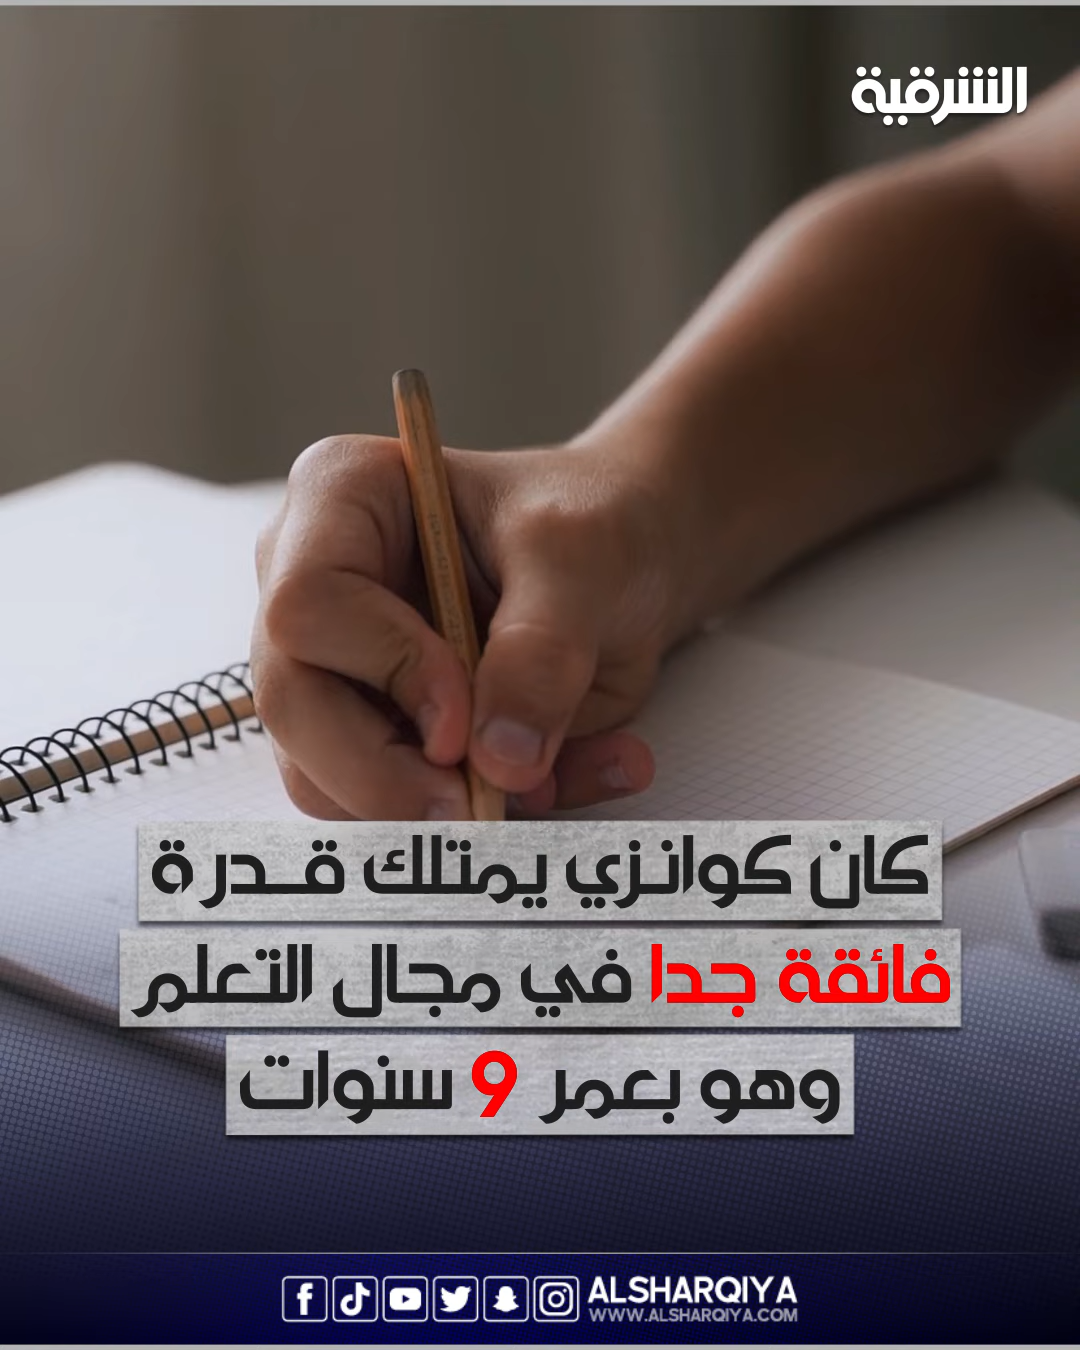 الشرقية
كان كوانزي يمتلك قدرة
فائقة جدا في مجال التعلم
وهو بعمر 9 سنوات
ALSHARQIYA
WWW.ALSHARQIYA.COM